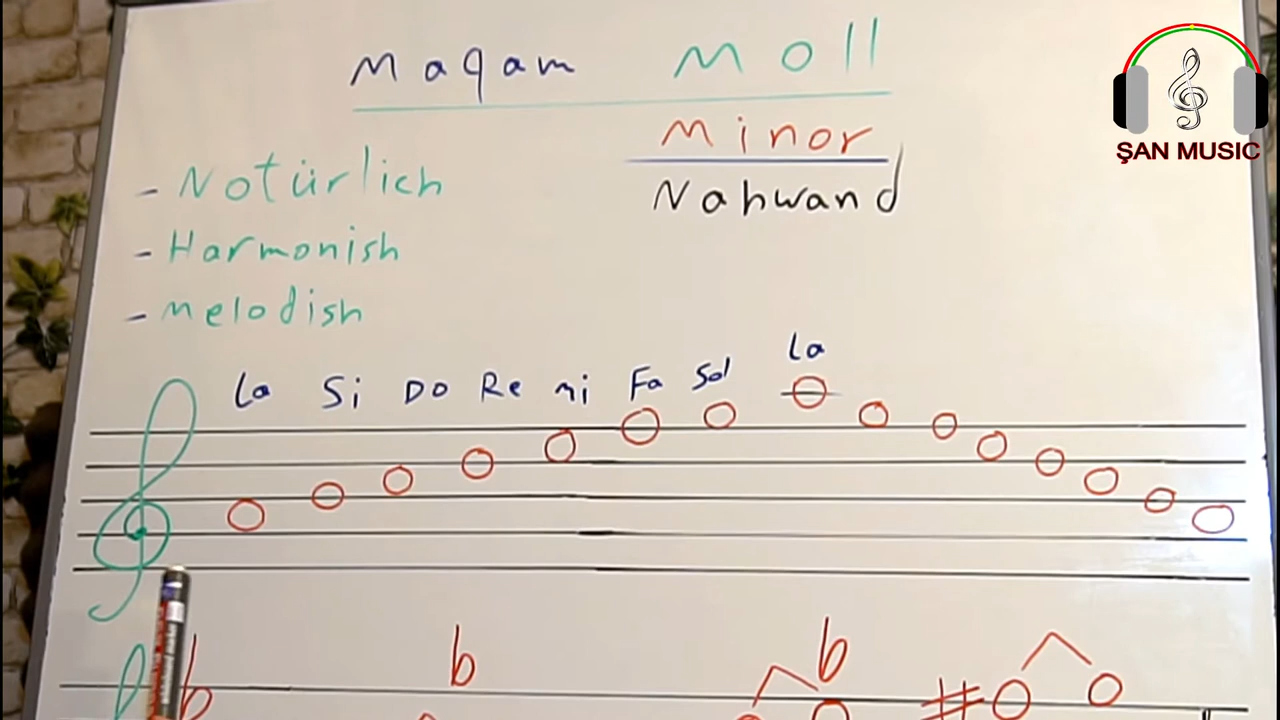 Maqam Moll
Minor
Nahwand
- Notürlich
- Harmonish
- Melodish
La Si Do Re mi Fa Sol La
b b b #
ŞAN MUSIC